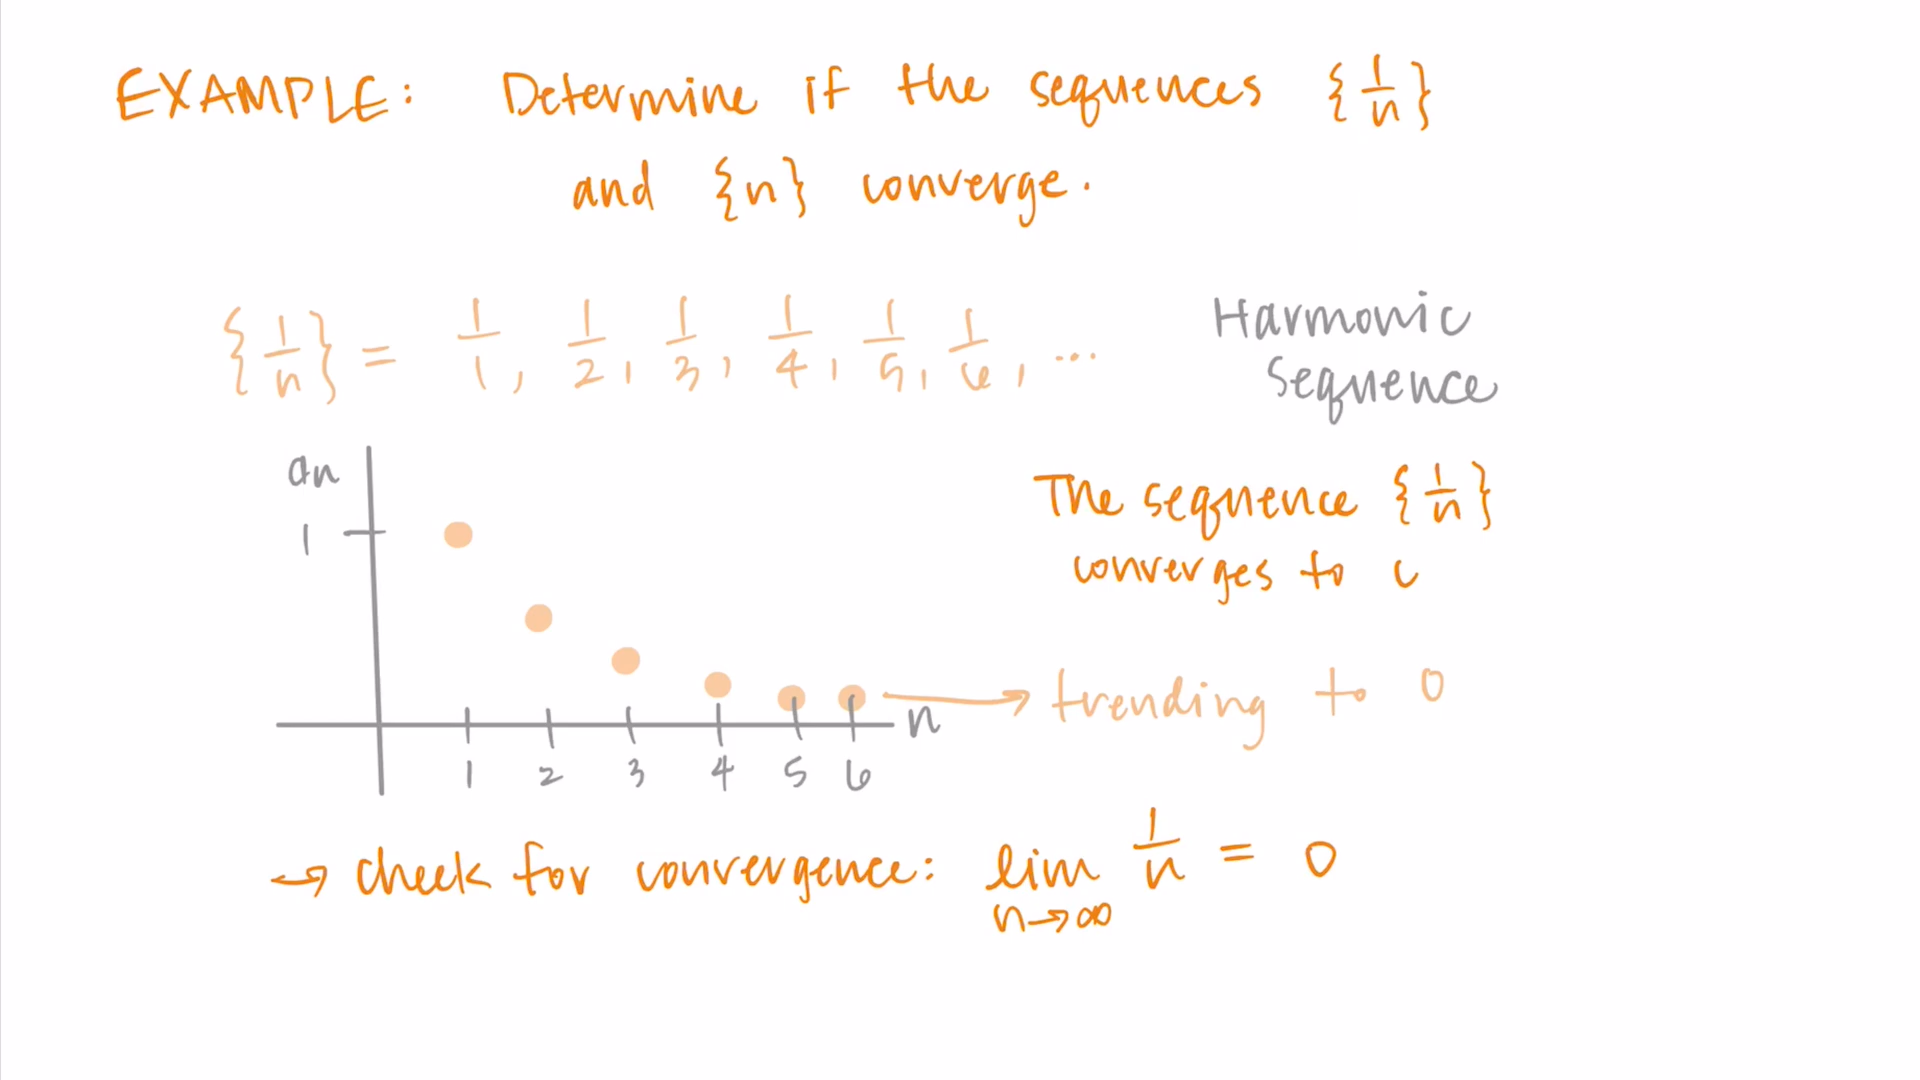 EXAMPLE: Determine if the sequences {1/n}
and {n} converge.
{1/n} = 1/1, 1/2, 1/3, 1/4, 1/5, 1/6, ...
Harmonic
Sequence
an
1
The sequence {1/n}
converges to
trending to 0
n
1 2 3 4 5 6
→ check for convergence: lim n→∞ 1/n = 0